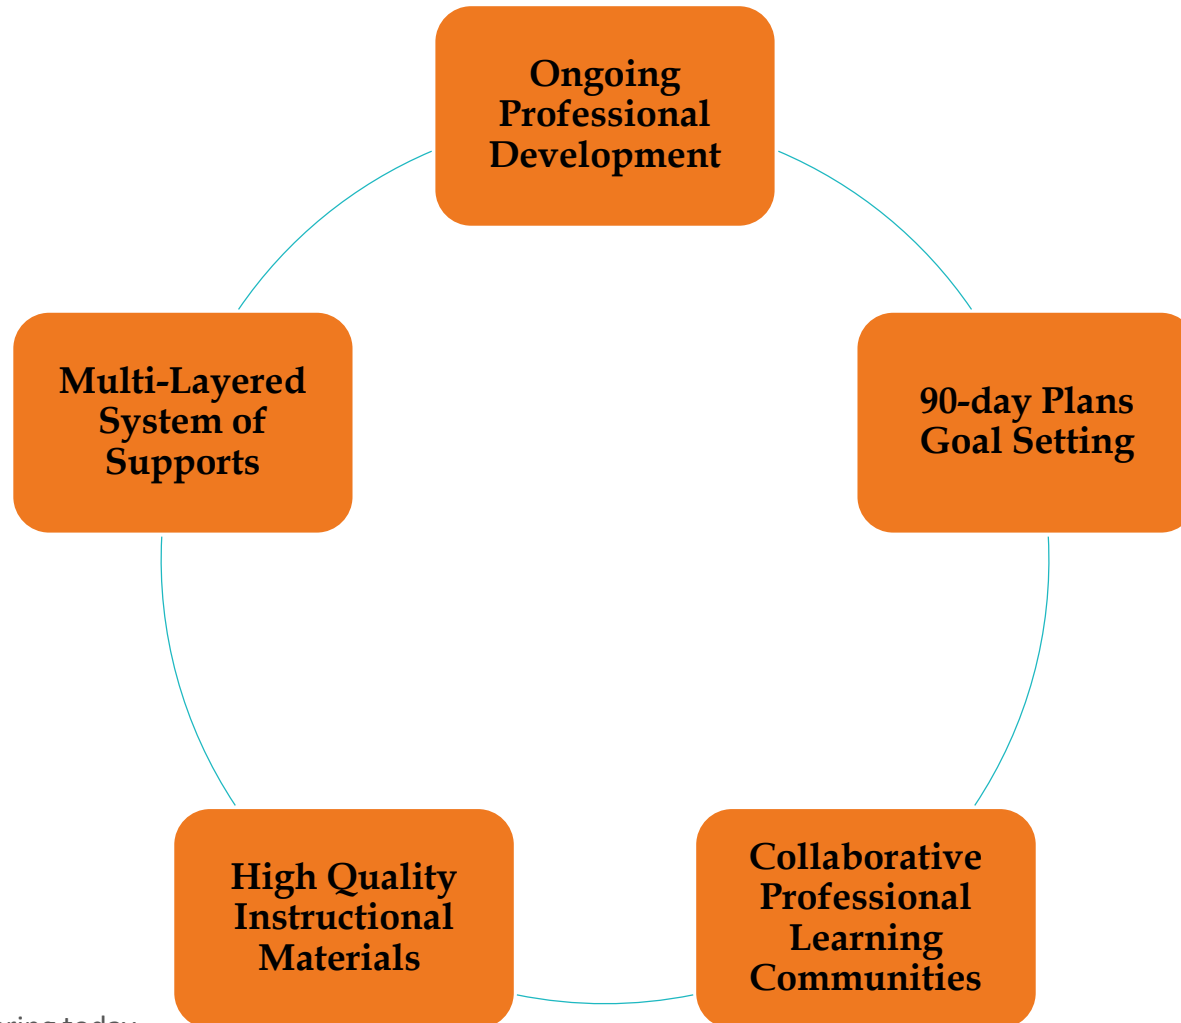 Ongoing
Professional
Development
Multi-Layered
System of
Supports
90-day Plans
Goal Setting
High Quality
Instructional
Materials
Collaborative
Professional
Learning
Communities
today